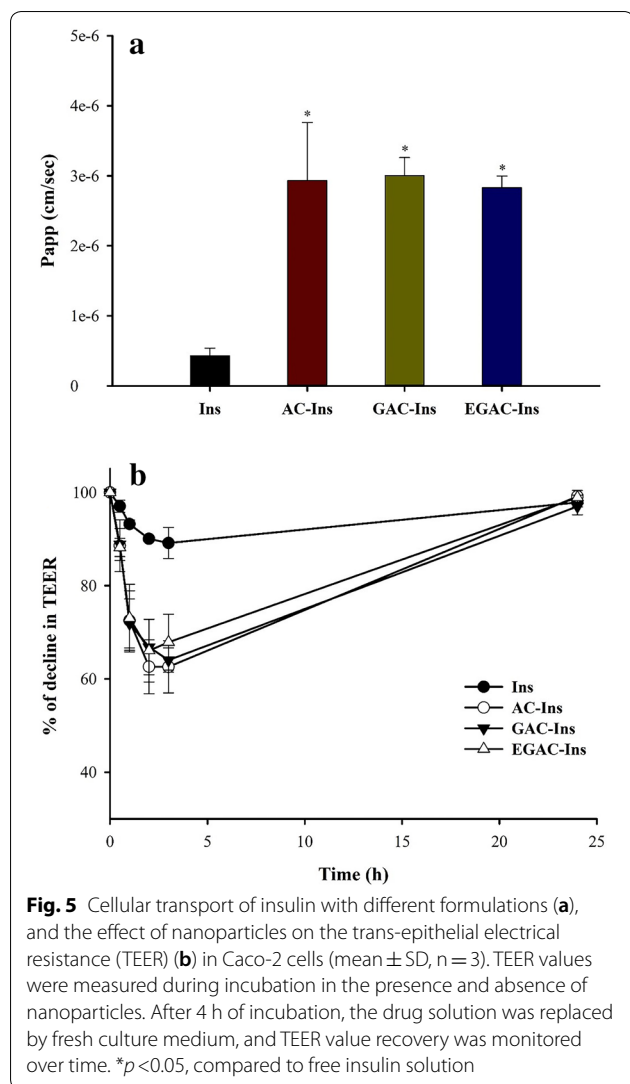 a
5e-6
4e-6
3e-6
2e-6
1e-6
0
Papp (cm/sec)
*
*
*
Ins AC-Ins GAC-Ins EGAC-Ins
b
100
80
60
40
% of decline in TEER
Ins
AC-Ins
GAC-Ins
EGAC-Ins
0 5 10 15 20 25
Time (h)
Fig. 5 Cellular transport of insulin with different formulations (a),
and the effect of nanoparticles on the trans-epithelial electrical
resistance (TEER) (b) in Caco-2 cells (mean ± SD, n = 3). TEER values
were measured during incubation in the presence and absence of
nanoparticles. After 4 h of incubation, the drug solution was replaced
by fresh culture medium, and TEER value recovery was monitored
over time. *p <0.05, compared to free insulin solution